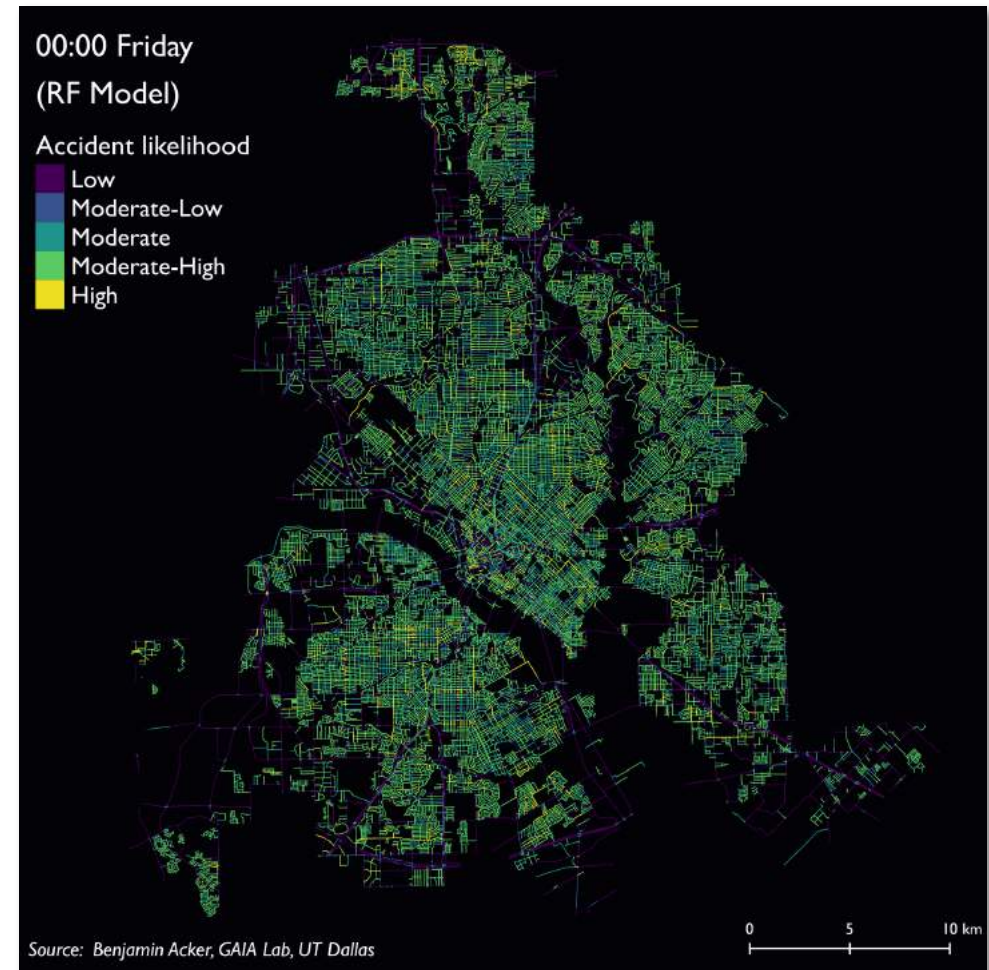 00:00 Friday
(RF Model)
Accident likelihood
Low
Moderate-Low
Moderate
Moderate-High
High
0 5 10 km
Source: Benjamin Acker, GAIA Lab, UT Dallas